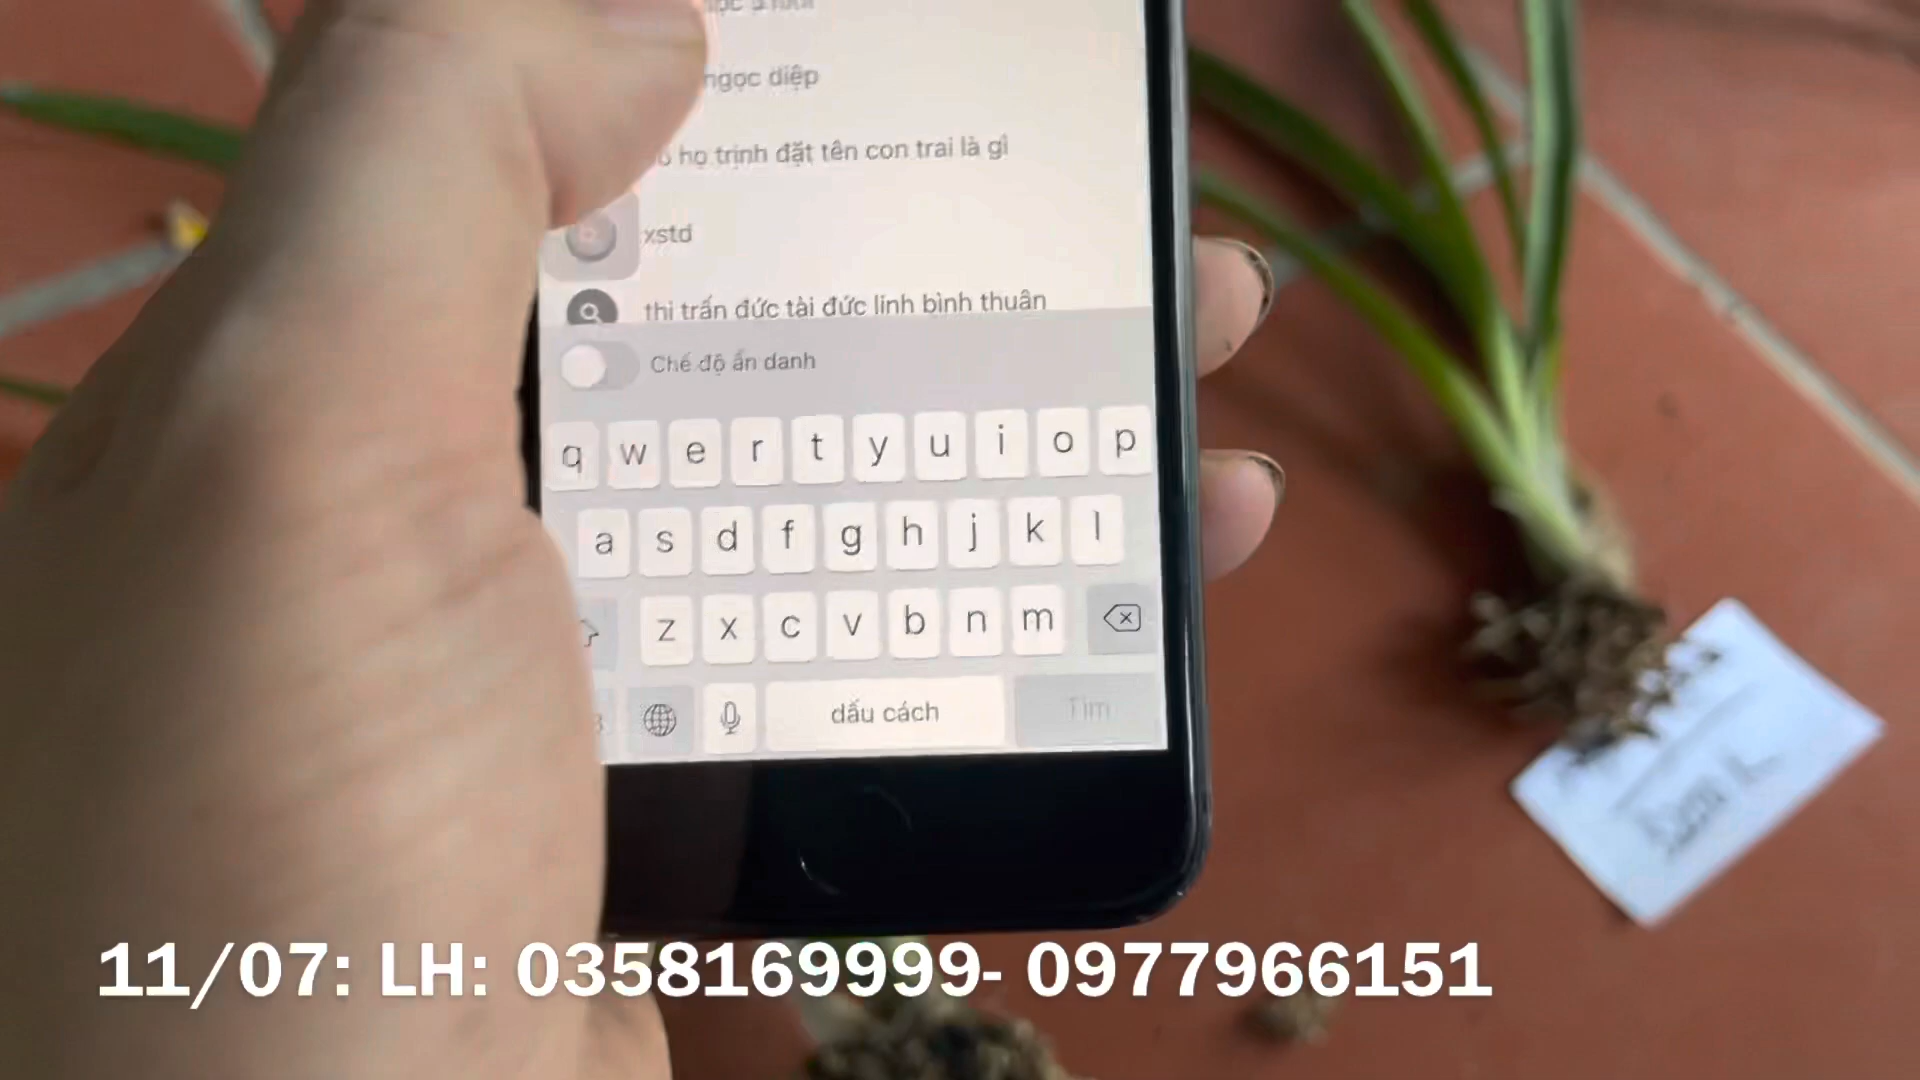 ngọc diệp
họ trịnh đặt tên con trai là gì
xstd
thị trấn đức tài đức linh bình thuận
Chế độ ẩn danh
q w e r t y u i o p
a s d f g h j k l
z x c v b n m
dấu cách Tìm
11/07: LH: 0358169999- 0977966151